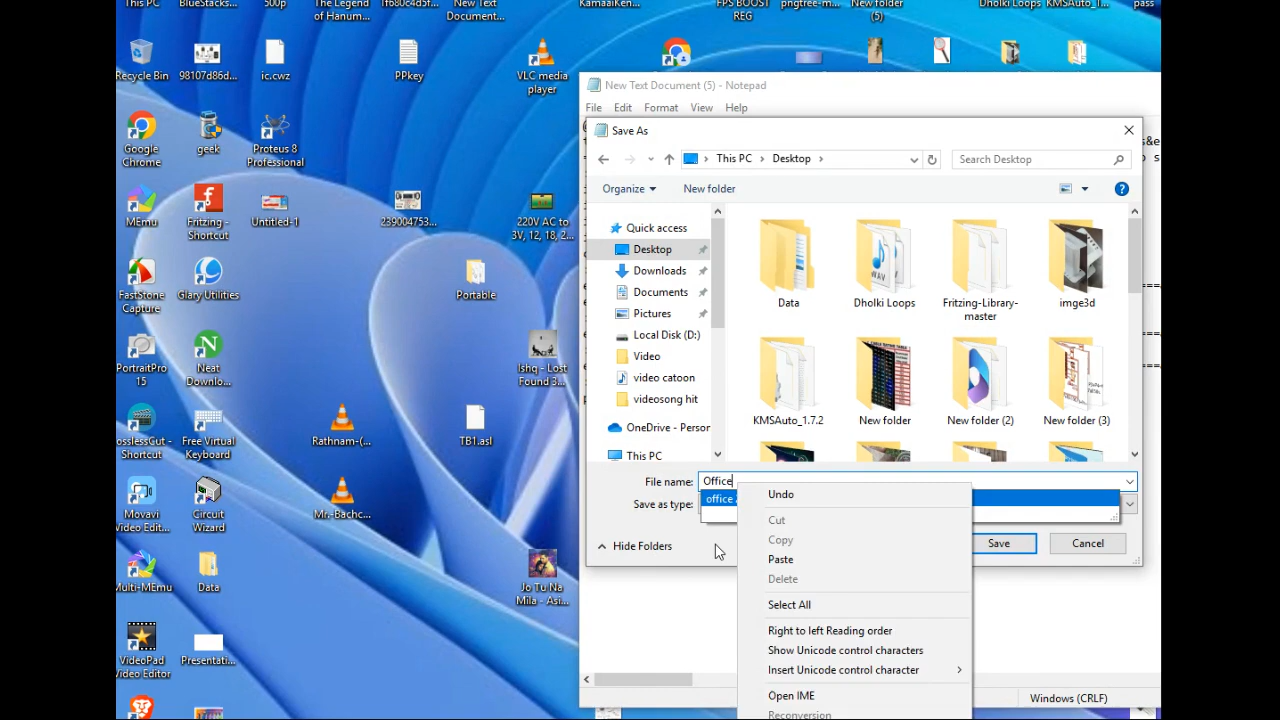 This PC
BlueStacks...
500p
The Legend
of Hanum...
1f680c4d5f...
New Text
Document...
KamaaiKen...
FPS BOOST
REG
pngtree-m...
New folder
(5)
Dholki Loops
KMSAuto_1...
pass
Recycle Bin
98107d86d...
ic.cwz
PPkey
VLC media
player
Google
Chrome
geek
Proteus 8
Professional
MEmu
Fritzing -
Shortcut
Untitled-1
239004753...
220V AC to
3V, 12, 18, 2...
FastStone
Capture
Glary Utilities
Portable
PortraitPro
15
Neat
Downlo...
Ishq - Lost
Found 3...
LosslessCut -
Shortcut
Free Virtual
Keyboard
Rathnam-(...
TB1.asl
Movavi
Video Edit...
Circuit
Wizard
Mr.-Bachc...
Multi-MEmu
Data
Jo Tu Na
Mila - Asi...
VideoPad
Video Editor
Presentati...
New Text Document (5) - Notepad
File Edit Format View Help
Save As
This PC > Desktop >
Search Desktop
Organize
New folder
Quick access
Desktop
Downloads
Documents
Pictures
Local Disk (D:)
Video
video catoon
videosong hit
OneDrive - Person
This PC
Data
Dholki Loops
Fritzing-Library-
master
imge3d
KMSAuto_1.7.2
New folder
New folder (2)
New folder (3)
File name: Office
office
Save as type:
Hide Folders
Save
Cancel
Undo
Cut
Copy
Paste
Delete
Select All
Right to left Reading order
Show Unicode control characters
Insert Unicode control character >
Open IME
Reconversion
Windows (CRLF)